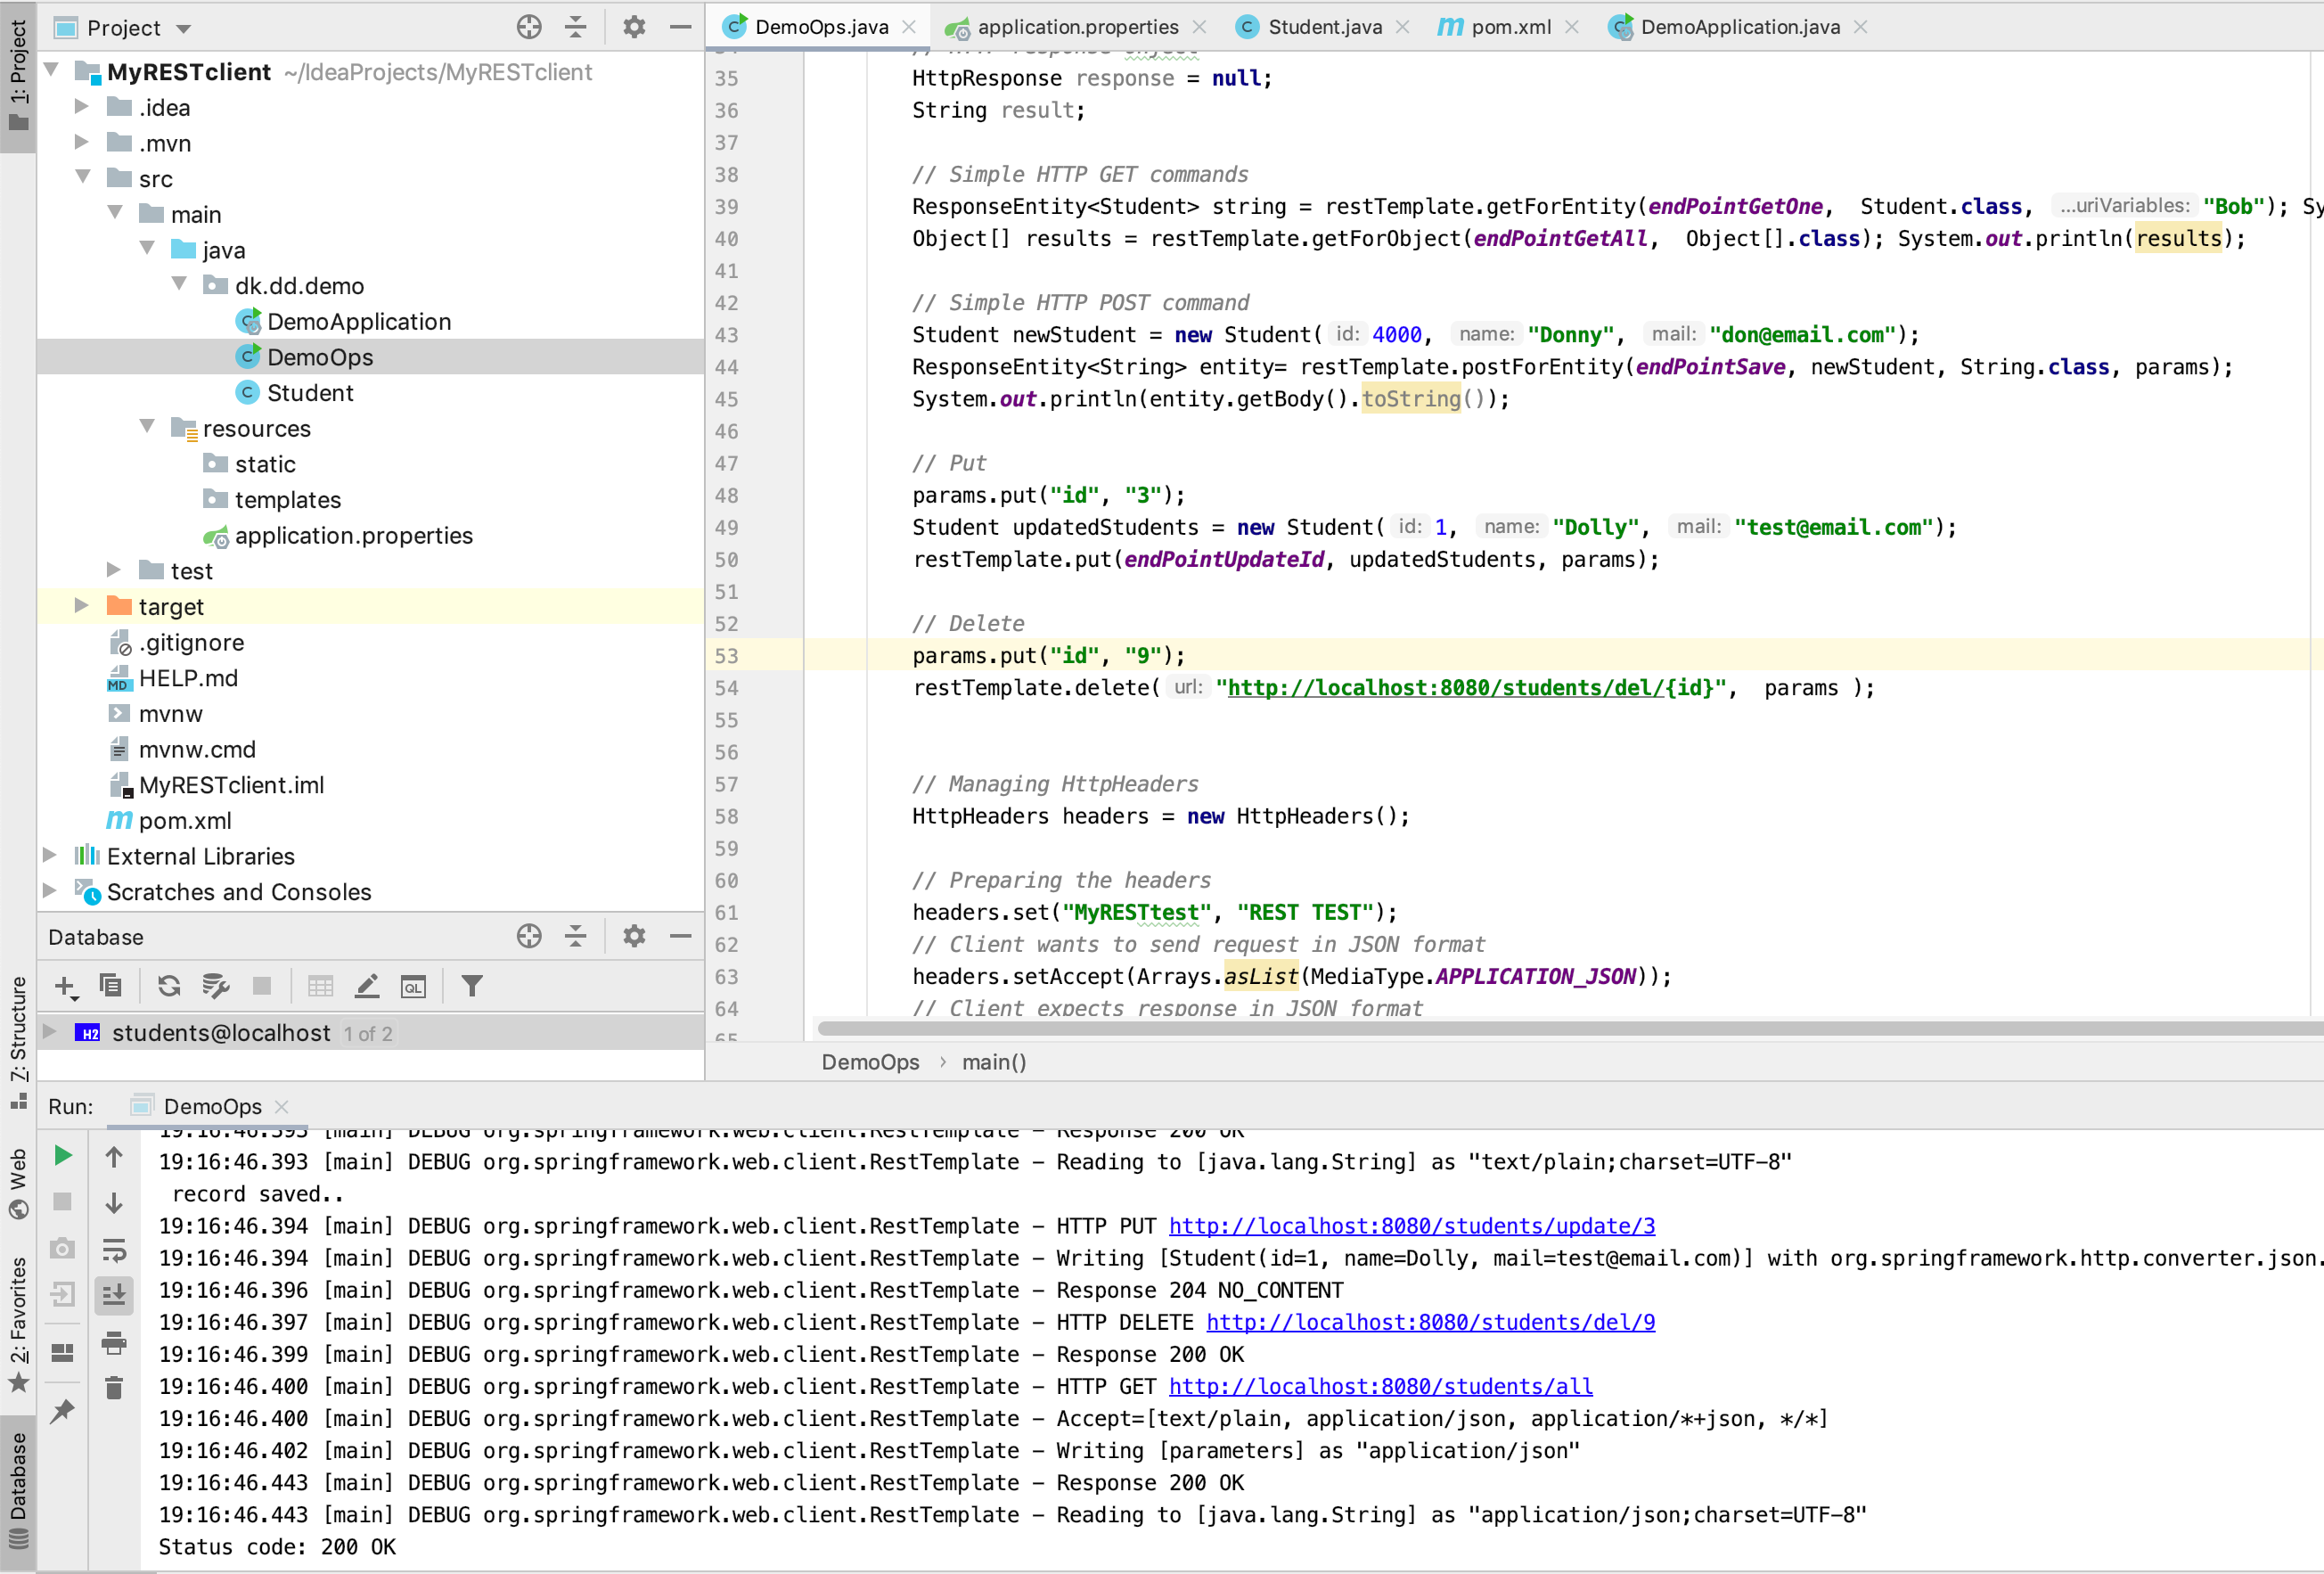 1: Project
Project
MyRESTclient ~/IdeaProjects/MyRESTclient
.idea
.mvn
src
main
java
dk.dd.demo
DemoApplication
DemoOps
Student
resources
static
templates
application.properties
test
target
.gitignore
HELP.md
mvnw
mvnw.cmd
MyRESTclient.iml
pom.xml
External Libraries
Scratches and Consoles
Database
students@localhost 1 of 2
DemoOps.java application.properties Student.java pom.xml DemoApplication.java
35 HttpResponse response = null;
36 String result;
37
38 // Simple HTTP GET commands
39 ResponseEntity<Student> string = restTemplate.getForEntity(endPointGetOne, Student.class, ...uriVariables: "Bob"); Sy
40 Object[] results = restTemplate.getForObject(endPointGetAll, Object[].class); System.out.println(results);
41
42 // Simple HTTP POST command
43 Student newStudent = new Student( id: 4000, name: "Donny", mail: "don@email.com");
44 ResponseEntity<String> entity= restTemplate.postForEntity(endPointSave, newStudent, String.class, params);
45 System.out.println(entity.getBody().toString());
46
47 // Put
48 params.put("id", "3");
49 Student updatedStudents = new Student( id: 1, name: "Dolly", mail: "test@email.com");
50 restTemplate.put(endPointUpdateId, updatedStudents, params);
51
52 // Delete
53 params.put("id", "9");
54 restTemplate.delete( url: "http://localhost:8080/students/del/{id}", params );
55
56
57 // Managing HttpHeaders
58 HttpHeaders headers = new HttpHeaders();
59
60 // Preparing the headers
61 headers.set("MyRESTtest", "REST TEST");
62 // Client wants to send request in JSON format
63 headers.setAccept(Arrays.asList(MediaType.APPLICATION_JSON));
64 // Client expects response in JSON format
65
DemoOps › main()
7: Structure
Web
2: Favorites
Database
Run: DemoOps
19:16:46.393 [main] DEBUG org.springframework.web.client.RestTemplate – Response 200 OK
19:16:46.393 [main] DEBUG org.springframework.web.client.RestTemplate – Reading to [java.lang.String] as "text/plain;charset=UTF-8"
record saved..
19:16:46.394 [main] DEBUG org.springframework.web.client.RestTemplate – HTTP PUT http://localhost:8080/students/update/3
19:16:46.394 [main] DEBUG org.springframework.web.client.RestTemplate – Writing [Student(id=1, name=Dolly, mail=test@email.com)] with org.springframework.http.converter.json.
19:16:46.396 [main] DEBUG org.springframework.web.client.RestTemplate – Response 204 NO_CONTENT
19:16:46.397 [main] DEBUG org.springframework.web.client.RestTemplate – HTTP DELETE http://localhost:8080/students/del/9
19:16:46.399 [main] DEBUG org.springframework.web.client.RestTemplate – Response 200 OK
19:16:46.400 [main] DEBUG org.springframework.web.client.RestTemplate – HTTP GET http://localhost:8080/students/all
19:16:46.400 [main] DEBUG org.springframework.web.client.RestTemplate – Accept=[text/plain, application/json, application/*+json, */*]
19:16:46.402 [main] DEBUG org.springframework.web.client.RestTemplate – Writing [parameters] as "application/json"
19:16:46.443 [main] DEBUG org.springframework.web.client.RestTemplate – Response 200 OK
19:16:46.443 [main] DEBUG org.springframework.web.client.RestTemplate – Reading to [java.lang.String] as "application/json;charset=UTF-8"
Status code: 200 OK